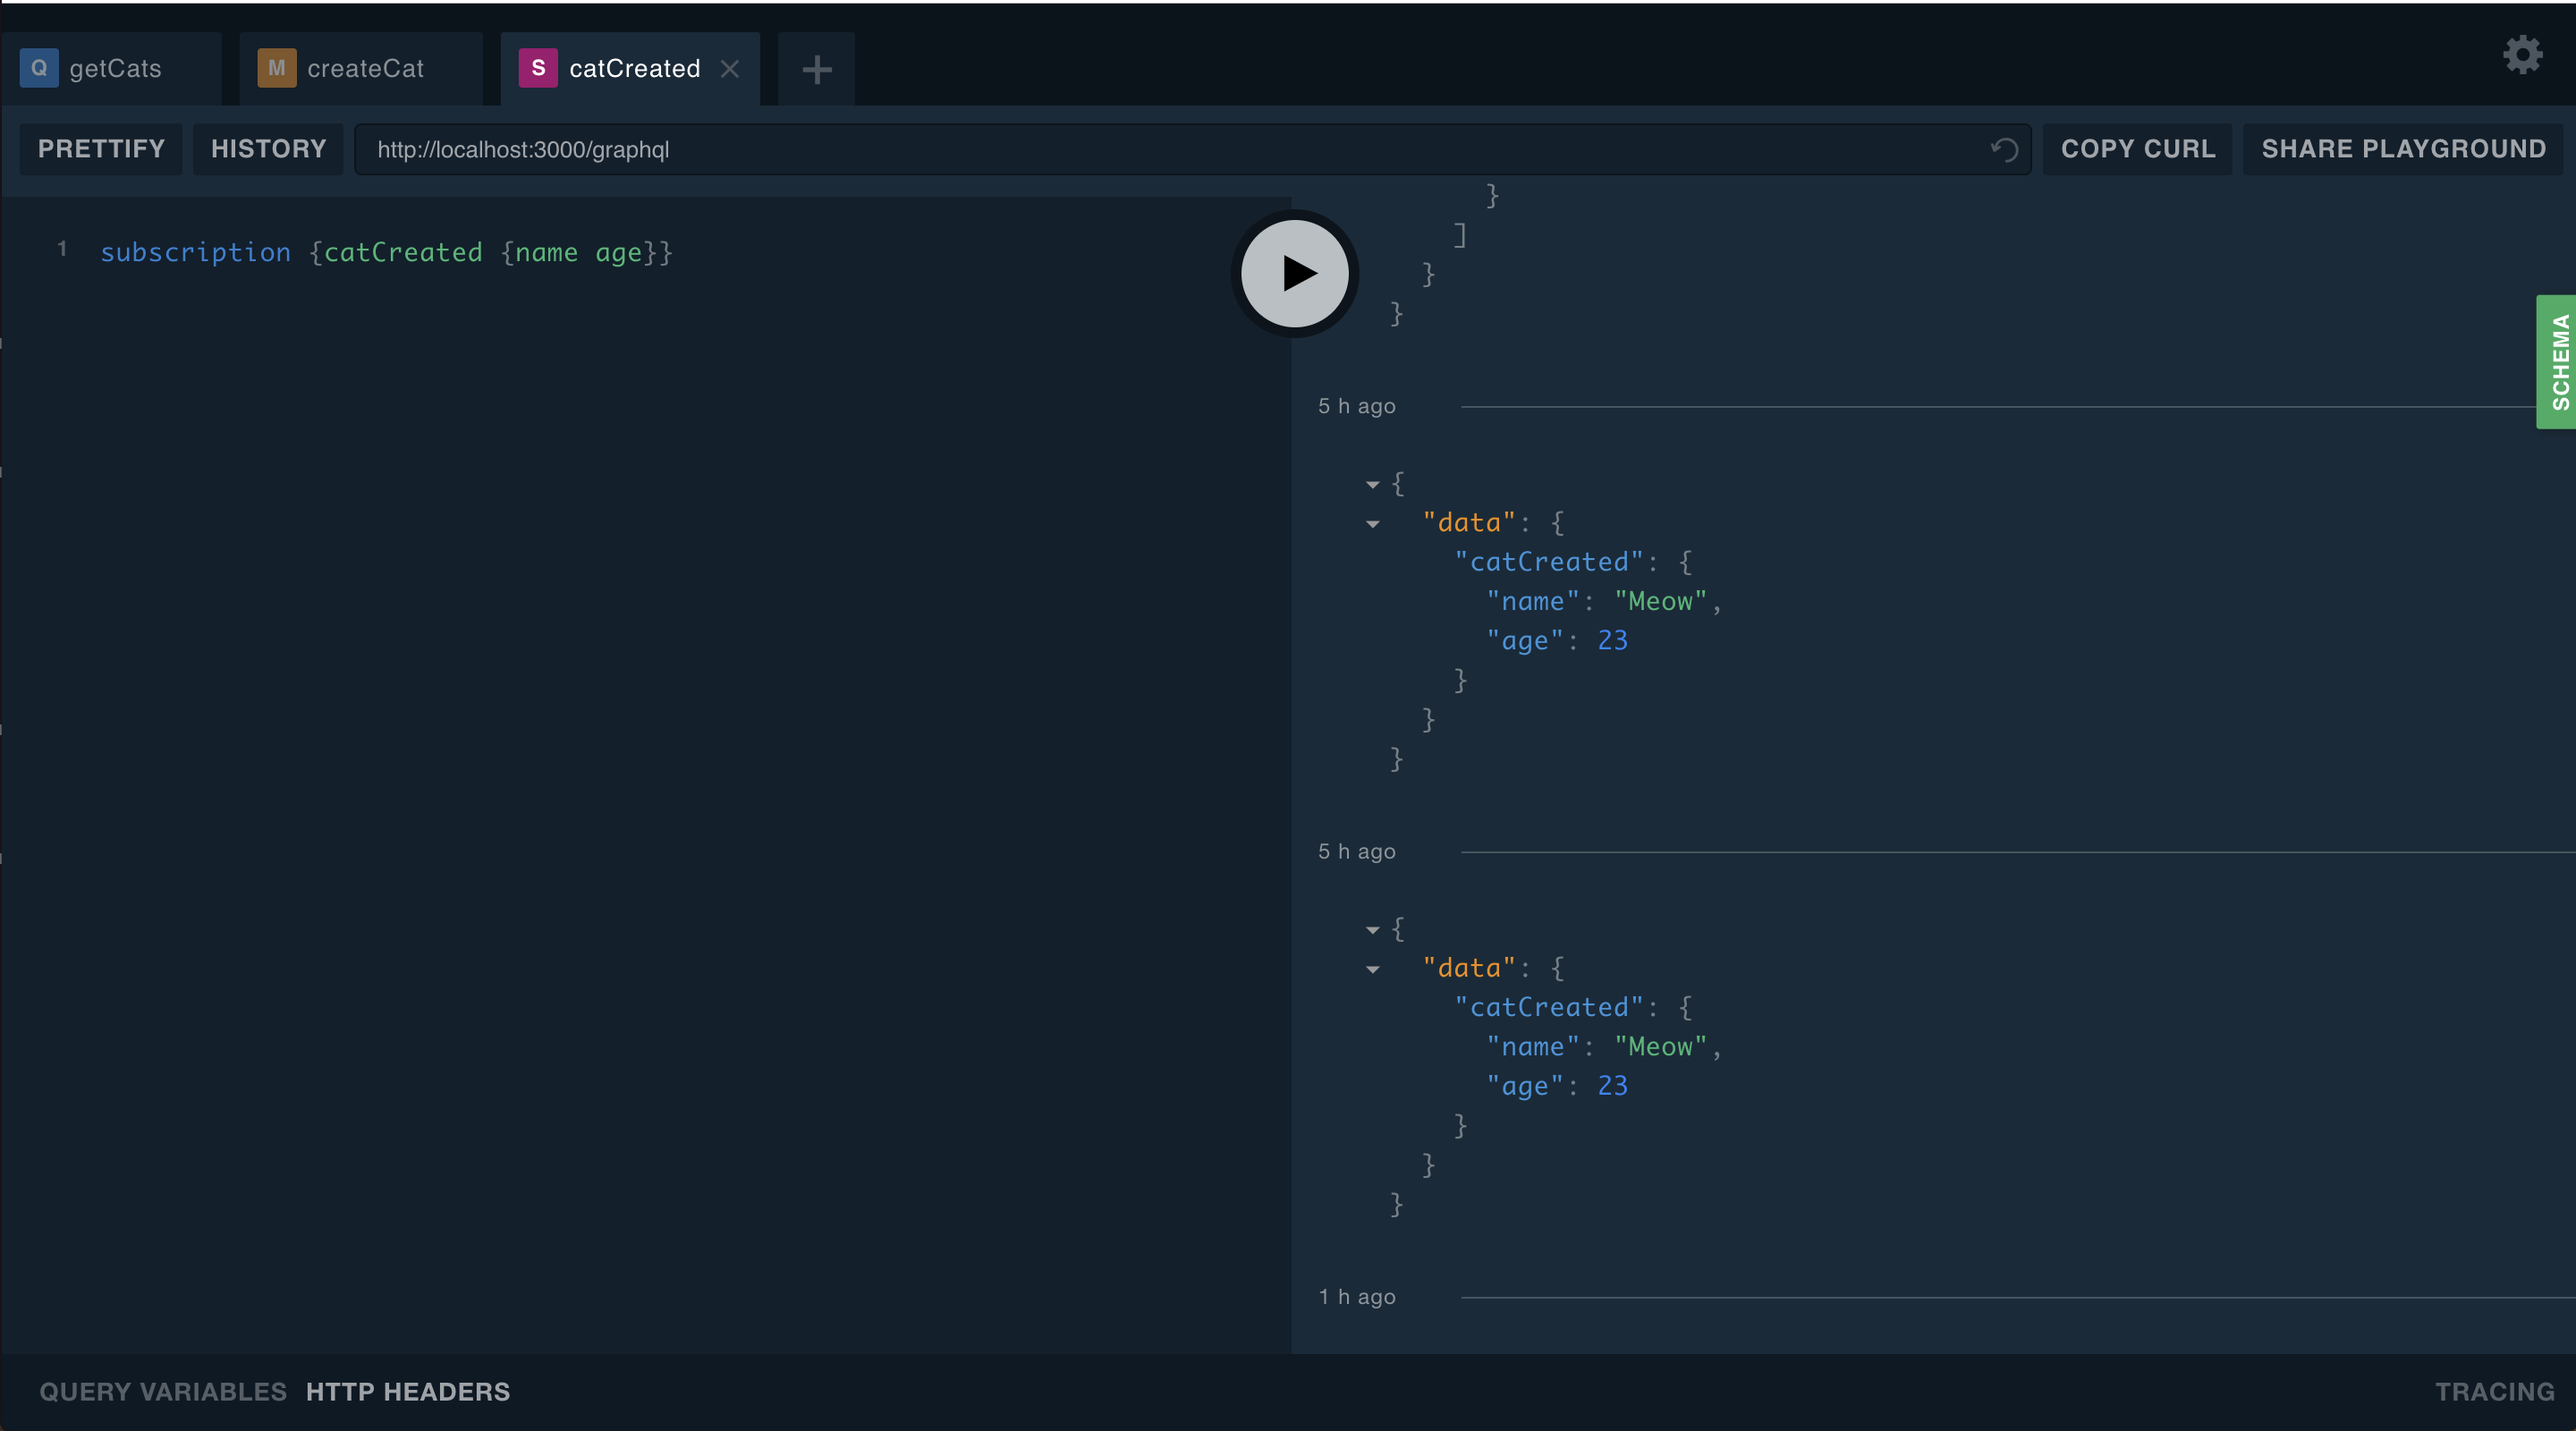 Q getCats
M createCat
S catCreated
PRETTIFY
HISTORY
http://localhost:3000/graphql
COPY CURL
SHARE PLAYGROUND
1 subscription {catCreated {name age}}
}
]
}
}
SCHEMA
5 h ago
{
"data": {
"catCreated": {
"name": "Meow",
"age": 23
}
}
}
5 h ago
{
"data": {
"catCreated": {
"name": "Meow",
"age": 23
}
}
}
1 h ago
QUERY VARIABLES
HTTP HEADERS
TRACING